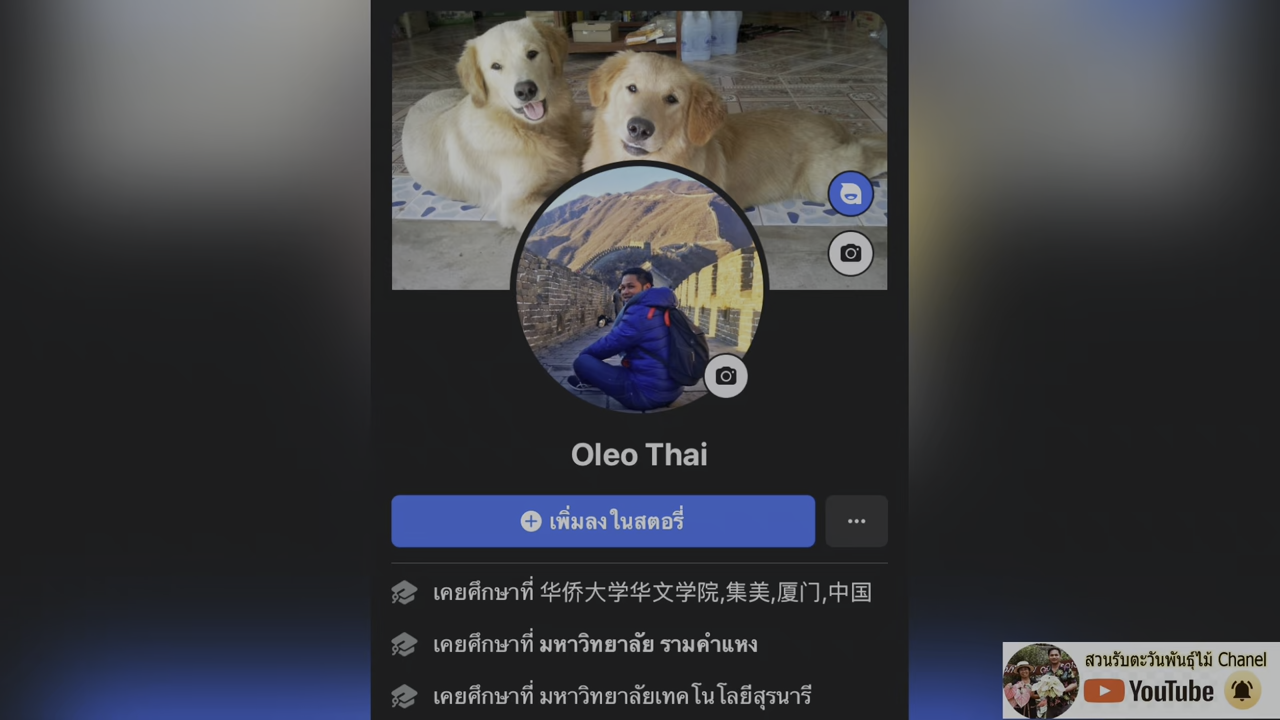 Oleo Thai
เพิ่มลงในสตอรี่
เคยศึกษาที่ 华侨大学华文学院,集美,厦门,中国
เคยศึกษาที่ มหาวิทยาลัย รามคำแหง
เคยศึกษาที่ มหาวิทยาลัยเทคโนโลยีสุรนารี
สวนรับตะวันพันธุ์ไม้ Chanel
YouTube